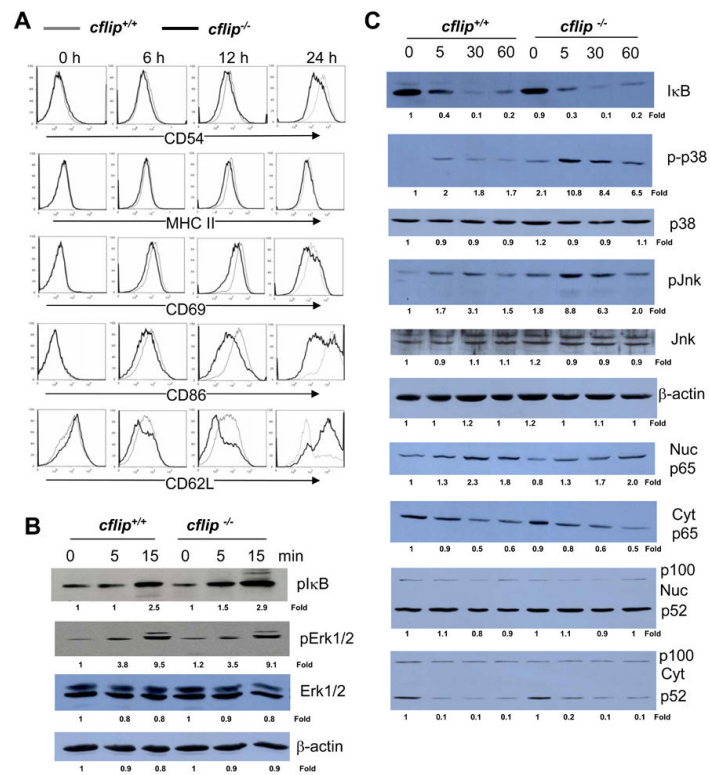 A
cflip+/+ cflip-/-
0 h 6 h 12 h 24 h
CD54
MHC II
CD69
CD86
CD62L
B
cflip+/+ cflip -/-
0 5 15 0 5 15 min
pIκB
1 1 2.5 1 1.5 2.9 Fold
pErk1/2
1 3.8 9.5 1.2 3.5 9.1 Fold
Erk1/2
1 0.8 0.8 1 0.9 0.8 Fold
β-actin
1 0.9 0.8 1 0.9 0.9 Fold
C
cflip+/+ cflip -/-
0 5 30 60 0 5 30 60
IκB
1 0.4 0.1 0.2 0.9 0.3 0.1 0.2 Fold
p-p38
1 2 1.8 1.7 2.1 10.8 8.4 6.5 Fold
p38
1 0.9 0.9 0.9 1.2 0.9 0.9 1.1 Fold
pJnk
1 1.7 3.1 1.5 1.8 8.8 6.3 2.0 Fold
Jnk
1 0.9 1.1 1.1 1.2 0.9 0.9 0.9 Fold
β-actin
1 1 1.2 1 1.2 1 1.1 1 Fold
Nuc
p65
1 1.3 2.3 1.8 0.8 1.3 1.7 2.0 Fold
Cyt
p65
1 0.9 0.5 0.6 0.9 0.8 0.6 0.5 Fold
p100
Nuc
p52
1 1.1 0.8 0.9 1 1.1 0.9 1 Fold
p100
Cyt
p52
1 0.1 0.1 0.1 1 0.2 0.1 0.1 Fold